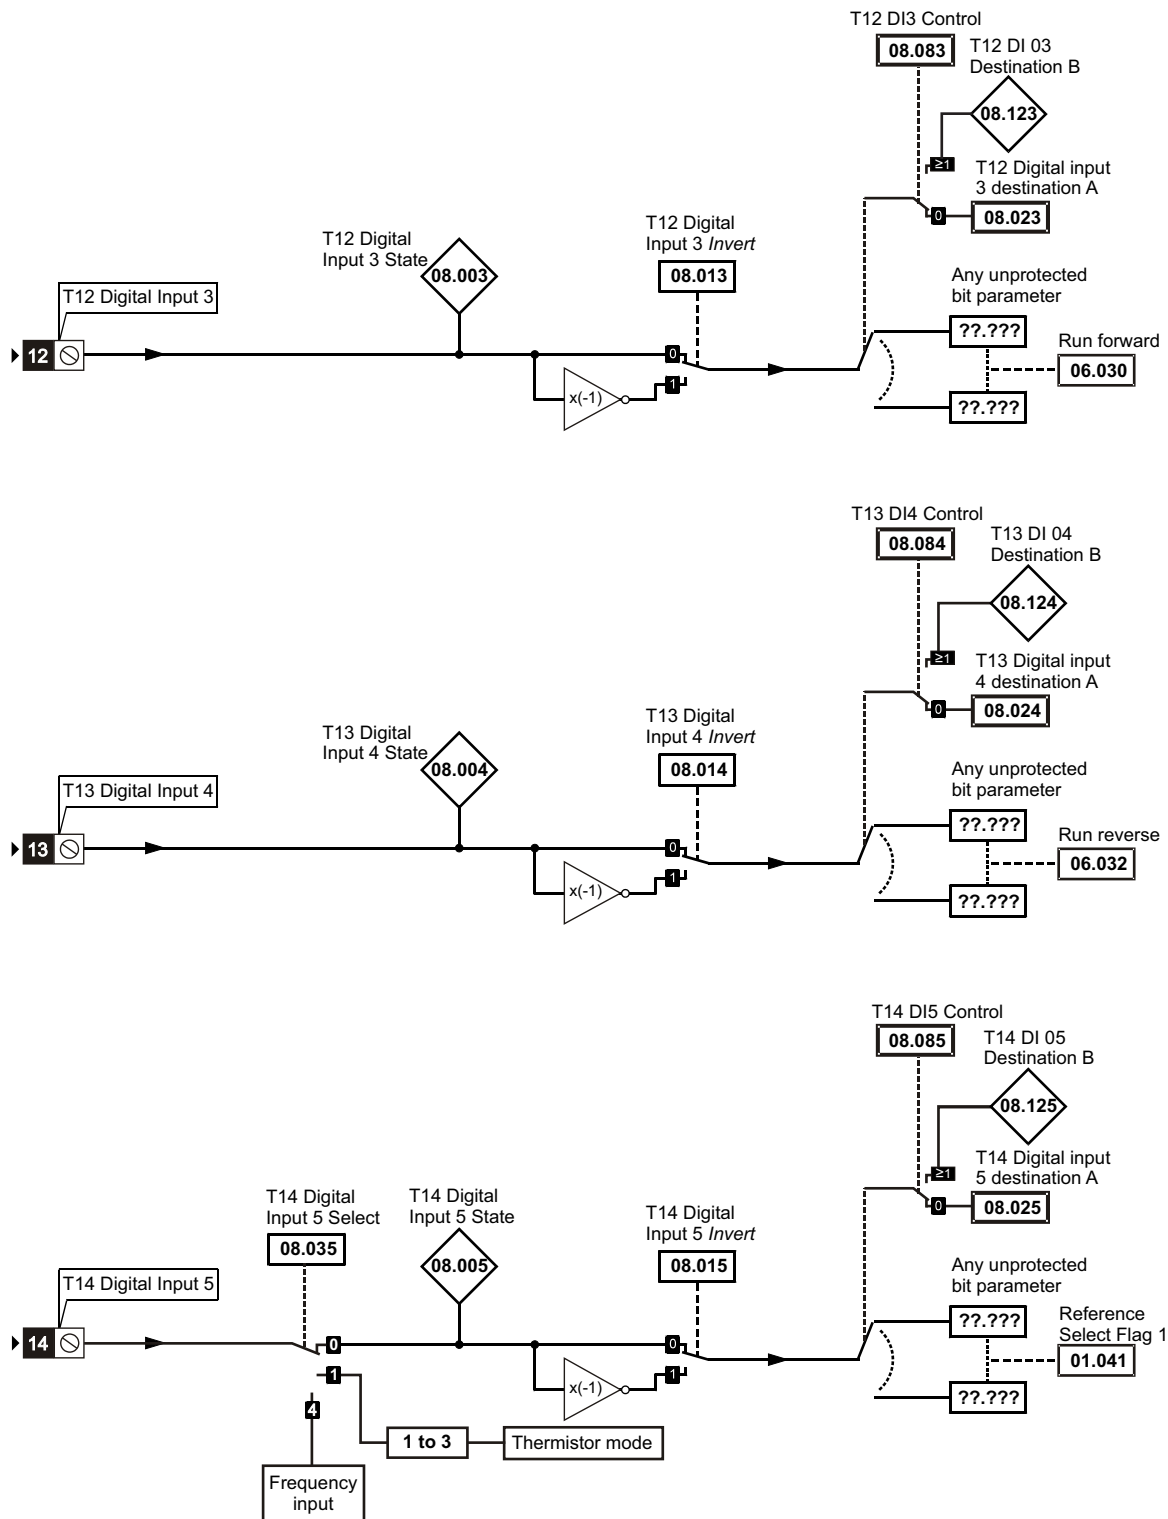 T12 DI3 Control
08.083
T12 DI 03
Destination B
08.123
≥1
T12 Digital input
3 destination A
0
08.023
T12 Digital
Input 3 State
08.003
T12 Digital
Input 3 Invert
08.013
Any unprotected
bit parameter
??.???
Run forward
06.030
??.???
T12 Digital Input 3
12
0
1
x(-1)
T13 DI4 Control
08.084
T13 DI 04
Destination B
08.124
≥1
T13 Digital input
4 destination A
0
08.024
T13 Digital
Input 4 State
08.004
T13 Digital
Input 4 Invert
08.014
Any unprotected
bit parameter
??.???
Run reverse
06.032
??.???
T13 Digital Input 4
13
0
1
x(-1)
T14 DI5 Control
08.085
T14 DI 05
Destination B
08.125
≥1
T14 Digital input
5 destination A
0
08.025
T14 Digital
Input 5 Select
08.035
T14 Digital
Input 5 State
08.005
T14 Digital
Input 5 Invert
08.015
Any unprotected
bit parameter
??.???
Reference
Select Flag 1
01.041
??.???
T14 Digital Input 5
14
0
1
4
0
1
x(-1)
1 to 3
Thermistor mode
Frequency
input